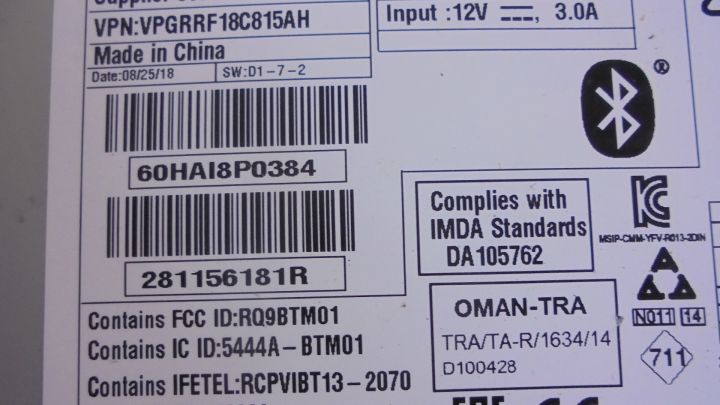 VPN:VPGRRF18C815AH
Made in China
Date:08/25/18
SW:D1-7-2
Input :12V ⎓, 3.0A
®
60HAI8P0384
281156181R
Complies with
IMDA Standards
DA105762
MSIP-CMM-YFV-R013-2DIN
N011 14
711
OMAN-TRA
TRA/TA-R/1634/14
D100428
Contains FCC ID:RQ9BTM01
Contains IC ID:5444A-BTM01
Contains IFETEL:RCPVIBT13-2070